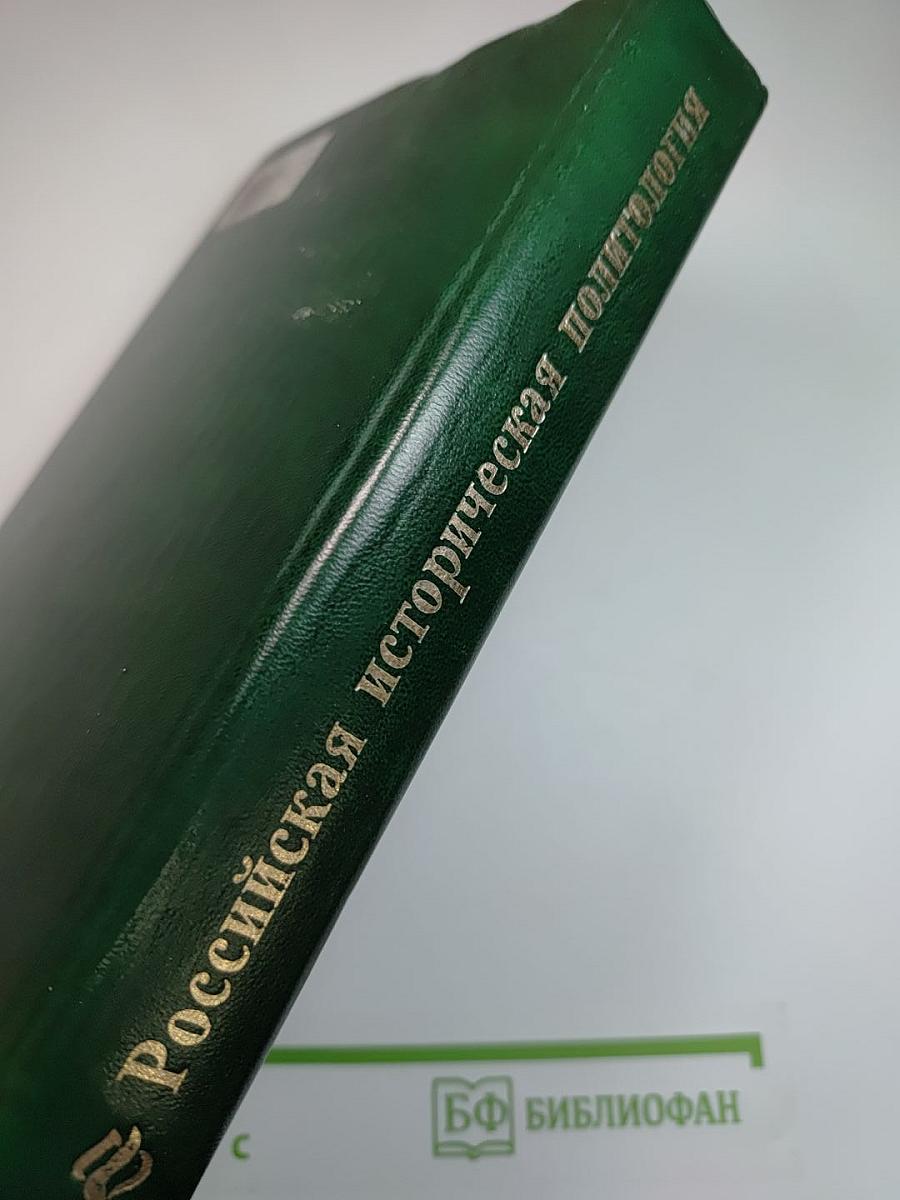 Российская историческая политология
с
БФ БИБЛИОФАН